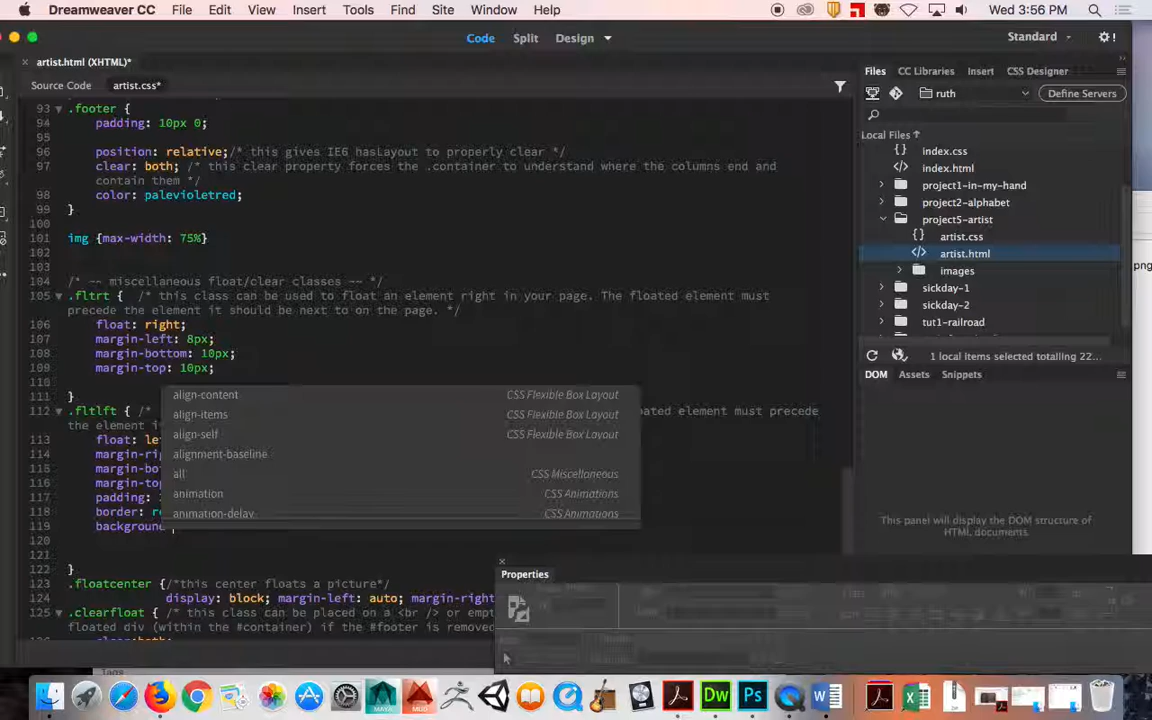 Dreamweaver CC File Edit View Insert Tools Find Site Window Help Wed 3:56 PM
Code Split Design Standard
artist.html (XHTML)*
Source Code artist.css*
93 .footer {
94 padding: 10px 0;
95
96 position: relative;/* this gives IE6 hasLayout to properly clear */
97 clear: both; /* this clear property forces the .container to understand where the columns end and
contain them */
98 color: palevioletred;
99 }
100
101 img {max-width: 75%}
102
103
104 /* -- miscellaneous float/clear classes -- */
105 .fltrt { /* this class can be used to float an element right in your page. The floated element must
precede the element it should be next to on the page. */
106 float: right;
107 margin-left: 8px;
108 margin-bottom: 10px;
109 margin-top: 10px;
110
111 }
112 .fltlft { /* element must precede
the element i
113 float: le
114 margin-ri
115 margin-bo
116 margin-top
117 padding:
118 border: r
119 backgroune
120
121
122 }
123 .floatcenter {/*this center floats a picture*/
124 display: block; margin-left: auto; margin-right
125 .clearfloat { /* this class can be placed on a <br /> or empt
floated div (within the #container) if the #footer is removed
align-content CSS Flexible Box Layout
align-items CSS Flexible Box Layout
align-self CSS Flexible Box Layout
alignment-baseline
all CSS Miscellaneous
animation CSS Animations
animation-delay CSS Animations
Properties
Files CC Libraries Insert CSS Designer
ruth Define Servers
Local Files
index.css
index.html
project1-in-my-hand
project2-alphabet
project5-artist
artist.css
artist.html
images
sickday-1
sickday-2
tut1-railroad
1 local items selected totalling 22...
DOM Assets Snippets
This panel will display the DOM structure of
HTML documents.
png
Tags